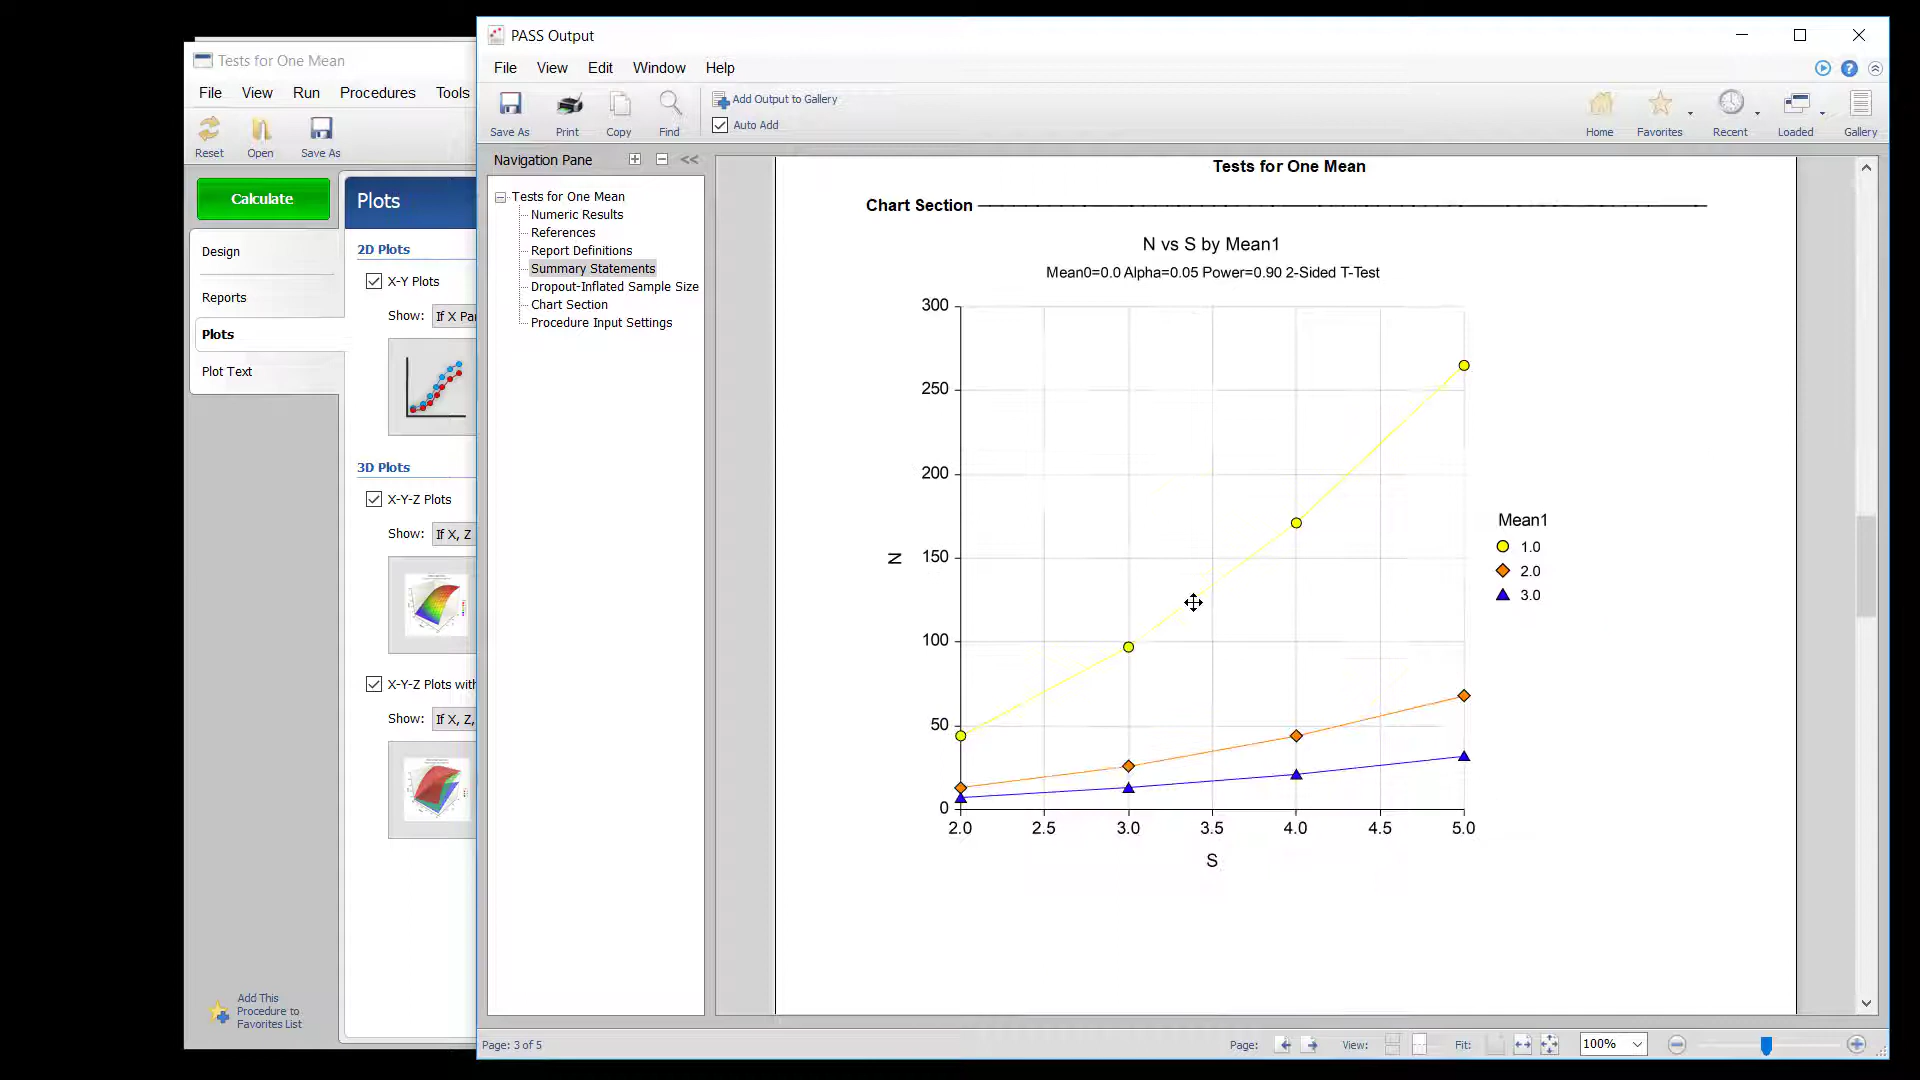 Tests for One Mean
File View Run Procedures Tools
Reset Open Save As
Calculate
Design
Reports
Plots
Plot Text
Add This
Procedure to
Favorites List
Plots
2D Plots
X-Y Plots
Show: If X Pa
3D Plots
X-Y-Z Plots
Show: If X, Z
X-Y-Z Plots with
Show: If X, Z,
PASS Output
File View Edit Window Help
Save As Print Copy Find
Add Output to Gallery
Auto Add
Home Favorites Recent Loaded Gallery
Navigation Pane
Tests for One Mean
Numeric Results
References
Report Definitions
Summary Statements
Dropout-Inflated Sample Size
Chart Section
Procedure Input Settings
Tests for One Mean
Chart Section
N vs S by Mean1
Mean0=0.0 Alpha=0.05 Power=0.90 2-Sided T-Test
300
250
200
150
100
50
0
N
2.0 2.5 3.0 3.5 4.0 4.5 5.0
S
Mean1
1.0
2.0
3.0
Page: 3 of 5
Page: View: Fit: 100%